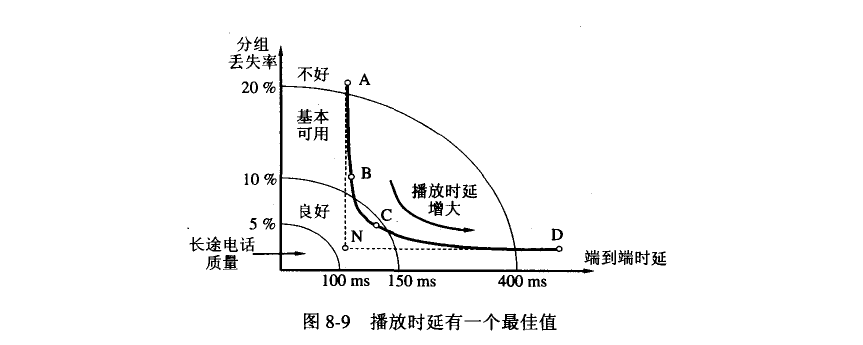 分组
丢失率
20 %
不好
A
基本
可用
10 %
B
播放时延
增大
良好
5 %
C
D
长途电话
质量
N
端到端时延
100 ms
150 ms
400 ms
图 8-9 播放时延有一个最佳值